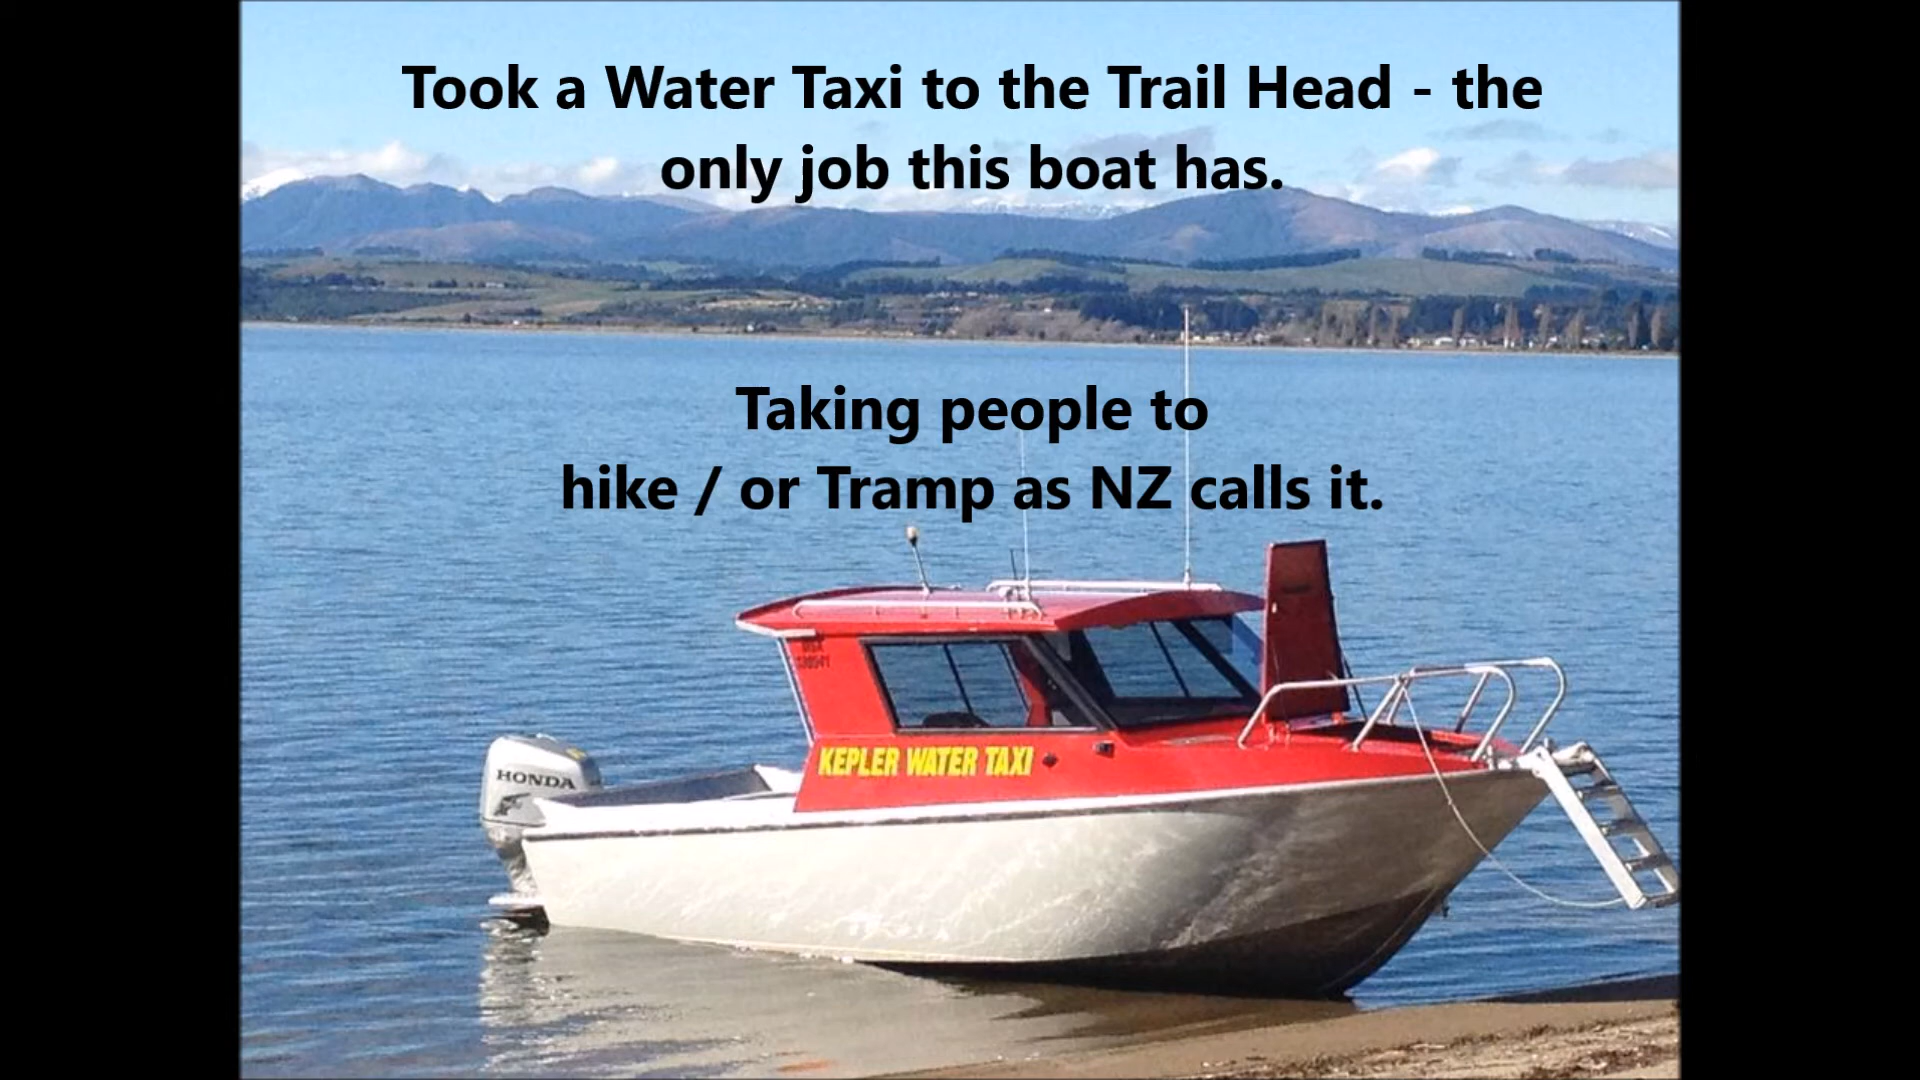 Took a Water Taxi to the Trail Head - the
only job this boat has.
Taking people to
hike / or Tramp as NZ calls it.
KEPLER WATER TAXI
HONDA